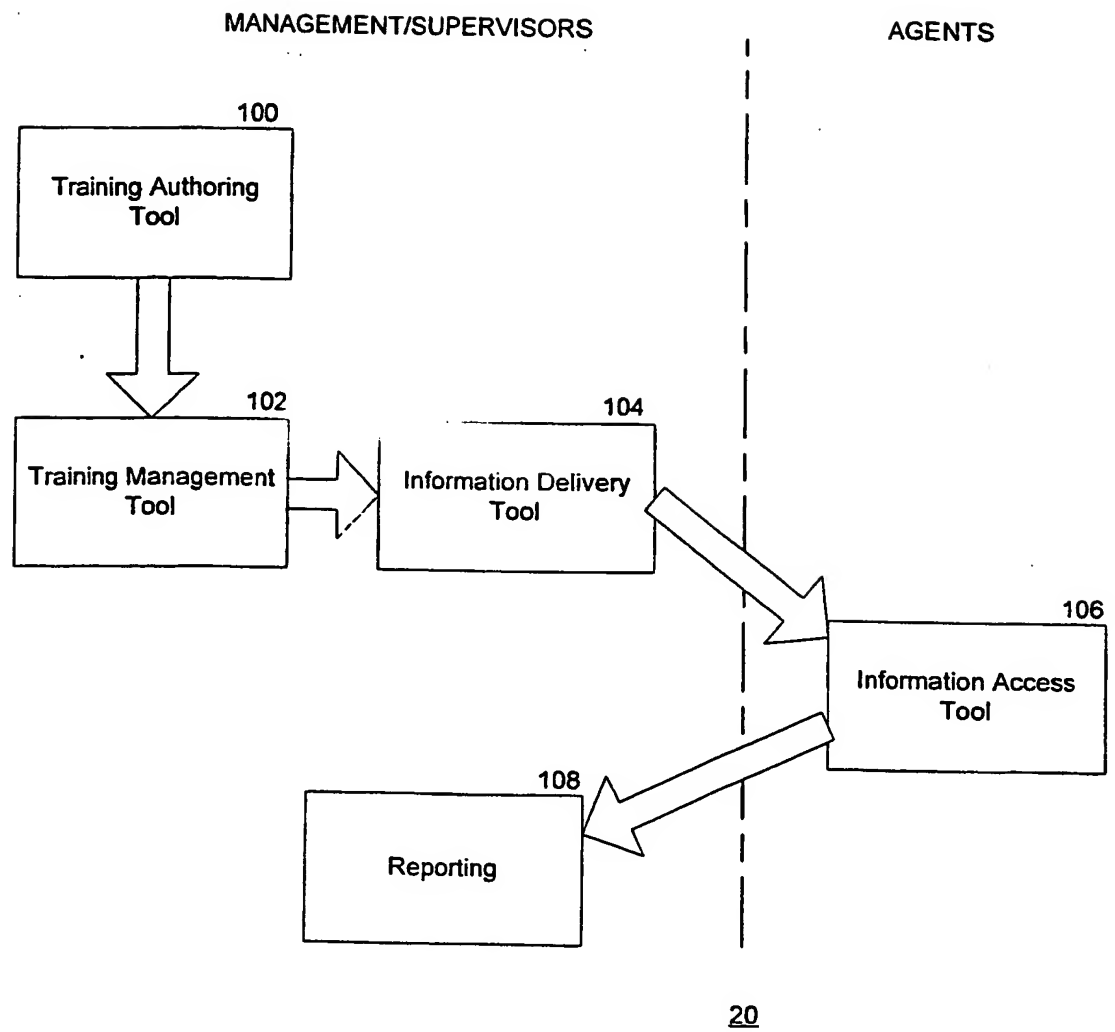 MANAGEMENT/SUPERVISORS
AGENTS
100
Training Authoring
Tool
102
Training Management
Tool
104
Information Delivery
Tool
106
Information Access
Tool
108
Reporting
20